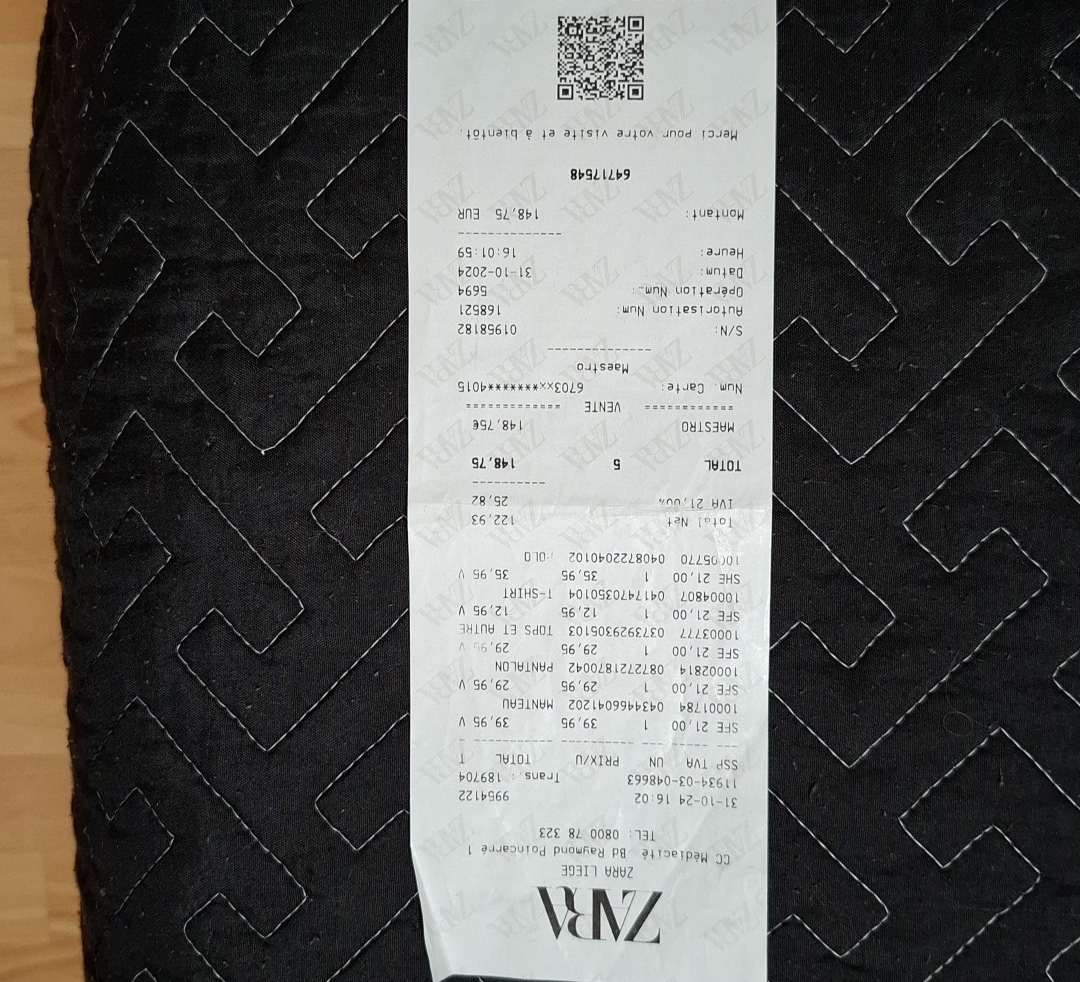 ZARA
ZARA LIEGE
CC Médiacité Bd Raymond Poincarré 1
TEL: 0800 78 323
31-10-24 16:02 9954122
11934-03-048663 Trans.: 189704
SSP TVA UN PRIX/U TOTAL T
SFE 21,00 1 39,95 39,95 V
10001784 0434466041202 MANTEAU
SFE 21,00 1 29,95 29,95 V
10002814 0872721870042 PANTALON
SFE 21,00 1 29,95 29,95 V
10003777 0373929305103 TOPS ET AUTRE
SFE 21,00 1 12,95 12,95 V
10004807 0417470350104 T-SHIRT
SHE 21,00 1 35,95 35,95 V
10005770 04087222040102 POLO
Total Net 122,93
IVA 21,00% 25,82
-----------
TOTAL 5 148,75
MAESTRO 148,75€
============ VENTE ============
Num. Carte: 6703xx*********4015
Maestro
---------------
S/N: 01958182
Autorisation Num: 168521
Opération Num.: 5694
Datum: 31-10-2024
Heure: 16:01:59
---------------
Montant: 148,75 EUR
64717548
Merci pour votre visite et à bientôt.